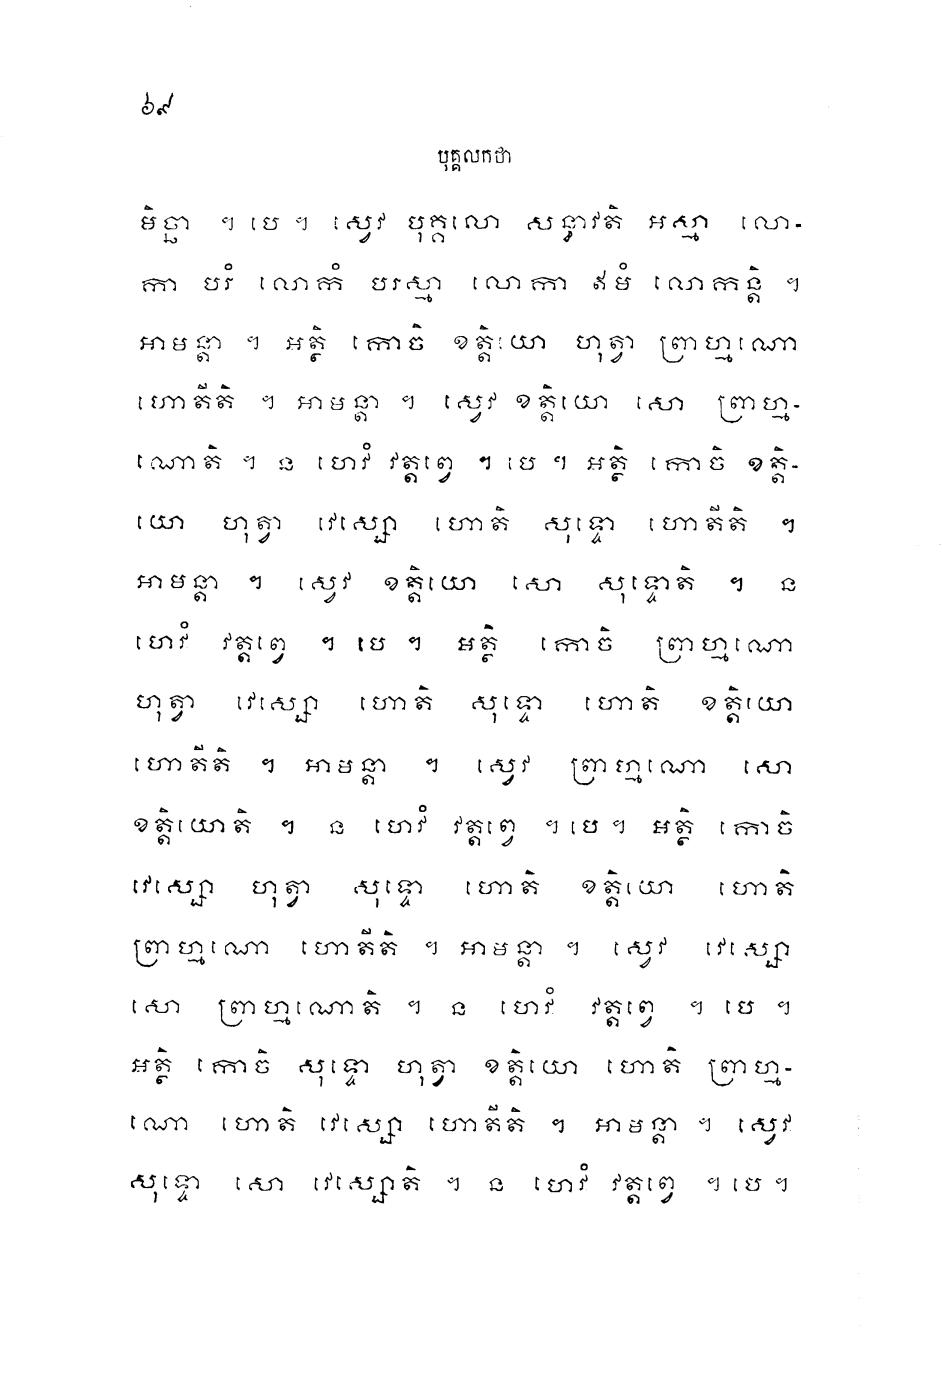 ៦៩
បុគ្គលកថា
មិច្ឆា ។ បេ ។ ស្វេវ បុគ្គលោ សន្ធាវតិ អស្មា លោ-
កា បរំ លោកំ បរស្មា លោកា ឥមំ លោកន្តិ ។
អាមន្តា ។ អត្ថិ កោចិ ខត្តិយោ ហុត្វា ព្រាហ្មណោ
ហោតីតិ ។ អាមន្តា ។ ស្វេវ ខត្តិយោ សោ ព្រាហ្ម-
ណោតិ ។ ន ហេវំ វត្តព្វេ ។ បេ ។ អត្ថិ កោចិ ខត្តិ-
យោ ហុត្វា វេស្សោ ហោតិ សុទ្ទោ ហោតីតិ ។
អាមន្តា ។ ស្វេវ ខត្តិយោ សោ សុទ្ទោតិ ។ ន
ហេវំ វត្តព្វេ ។ បេ ។ អត្ថិ កោចិ ព្រាហ្មណោ
ហុត្វា វេស្សោ ហោតិ សុទ្ទោ ហោតិ ខត្តិយោ
ហោតីតិ ។ អាមន្តា ។ ស្វេវ ព្រាហ្មណោ សោ
ខត្តិយោតិ ។ ន ហេវំ វត្តព្វេ ។ បេ ។ អត្ថិ កោចិ
វេស្សោ ហុត្វា សុទ្ទោ ហោតិ ខត្តិយោ ហោតិ
ព្រាហ្មណោ ហោតីតិ ។ អាមន្តា ។ ស្វេវ វេស្សោ
សោ ព្រាហ្មណោតិ ។ ន ហេវំ វត្តព្វេ ។ បេ ។
អត្ថិ កោចិ សុទ្ទោ ហុត្វា ខត្តិយោ ហោតិ ព្រាហ្ម-
ណោ ហោតិ វេស្សោ ហោតីតិ ។ អាមន្តា ។ ស្វេវ
សុទ្ទោ សោ វេស្សោតិ ។ ន ហេវំ វត្តព្វេ ។ បេ ។